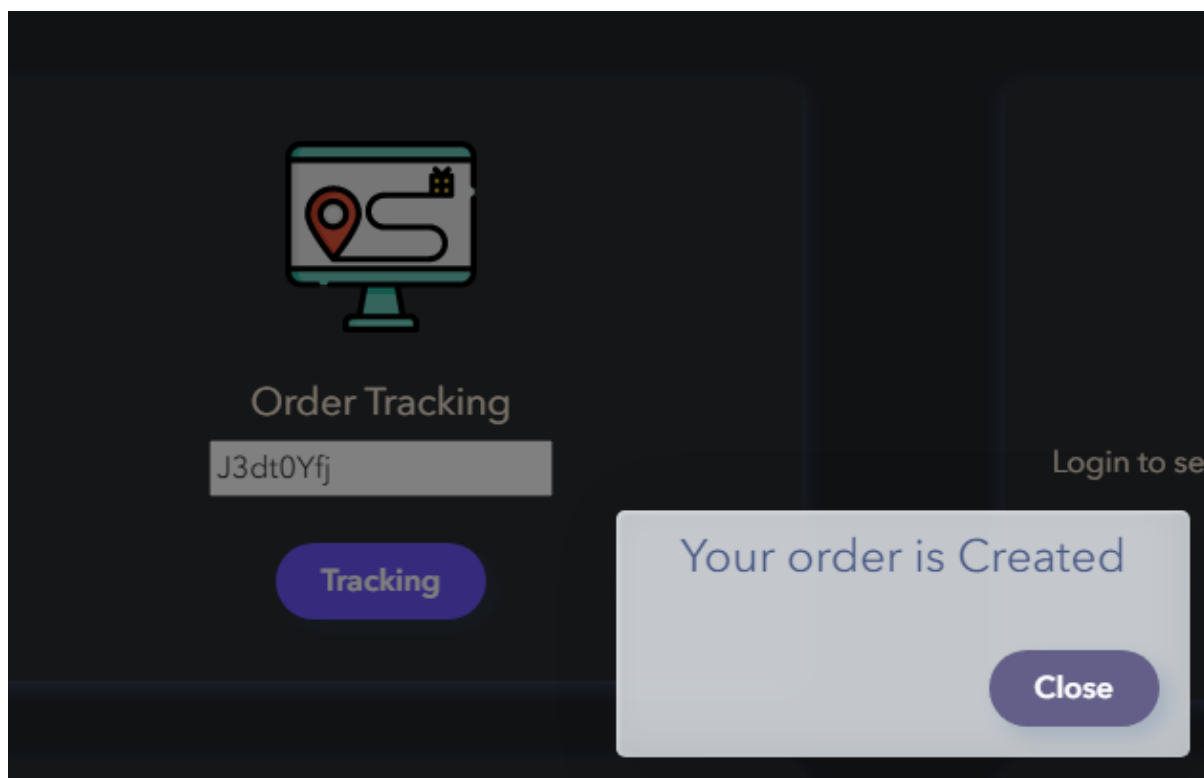 Order Tracking
J3dt0Yfj
Tracking
Login to se
Your order is Created
Close